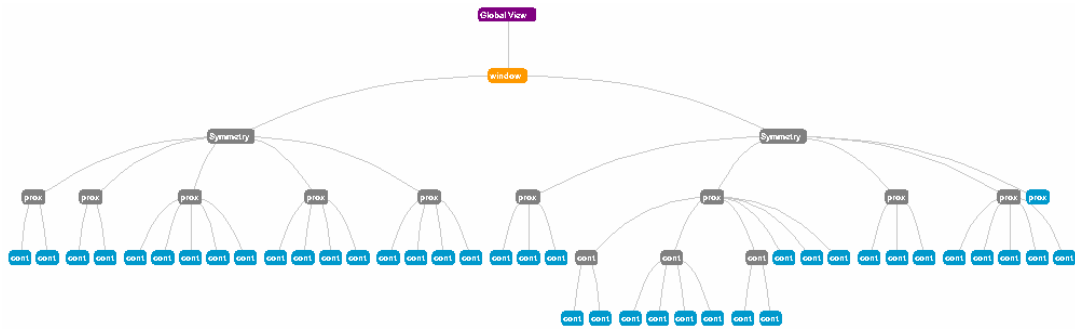 Global View
window
Symmetry Symmetry
prox prox prox prox prox prox prox prox prox prox
cont cont cont cont cont cont cont cont cont cont cont cont cont cont cont cont cont cont cont cont cont cont cont cont cont cont cont cont cont cont cont cont cont cont
cont cont cont cont cont cont cont cont